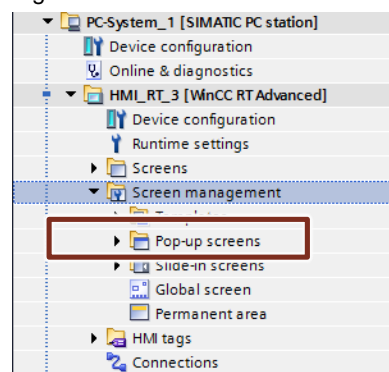 PC-System_1 [SIMATIC PC station]
Device configuration
Online & diagnostics
HMI_RT_3 [WinCC RT Advanced]
Device configuration
Runtime settings
Screens
Screen management
Pop-up screens
Slide-in screens
Global screen
Permanent area
HMI tags
Connections